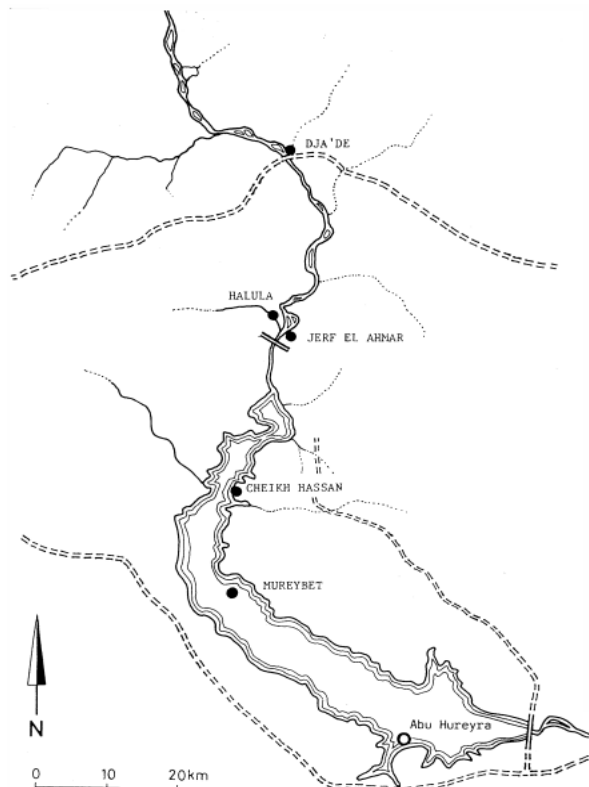 DJA'DE
HALULA
JERF EL AHMAR
CHEIKH HASSAN
MUREYBET
Abu Hureyra
N
0 10 20km